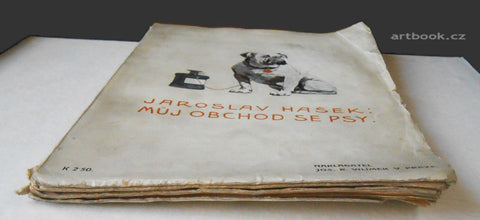 artbook.cz
JAROSLAV HAŠEK:
MŮJ OBCHOD SE PSY.
K 2 50.
NAKLADATEL
JOS. R. VILÍMEK V PRAZE